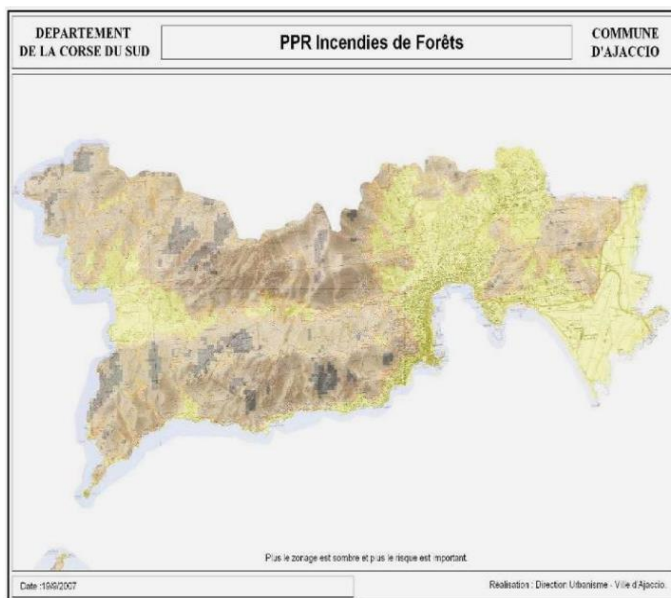 DEPARTEMENT
DE LA CORSE DU SUD
PPR Incendies de Forêts
COMMUNE
D'AJACCIO
Plus le zonage est sombre et plus le risque est important.
Date :19/9/2007
Réalisation : Direction Urbanisme - Ville d'Ajaccio.